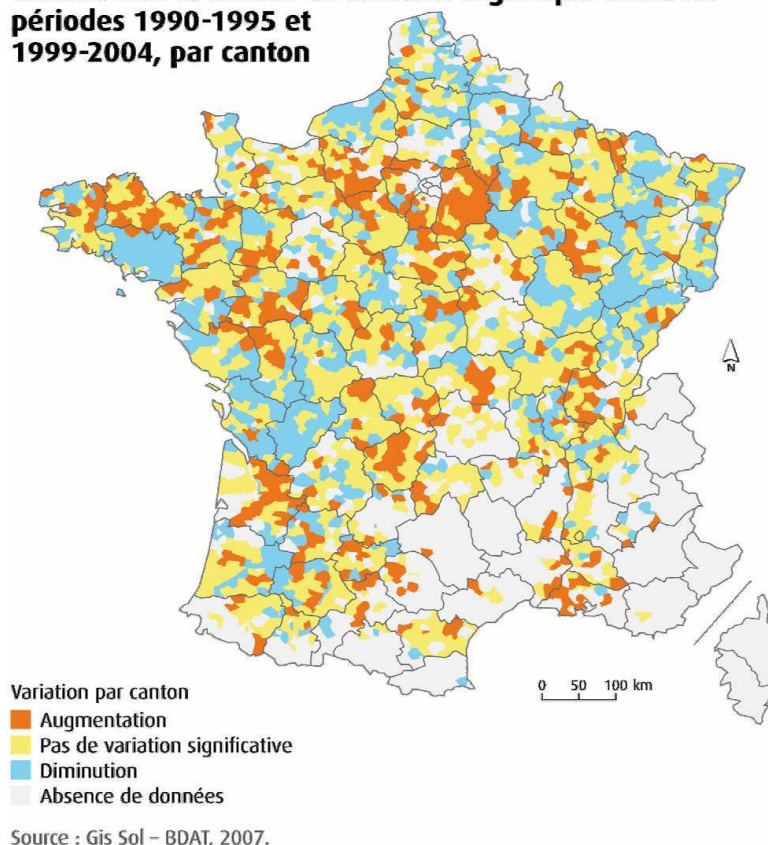 périodes 1990-1995 et
1999-2004, par canton
N
0 50 100 km
Variation par canton
Augmentation
Pas de variation significative
Diminution
Absence de données
Source : Gis Sol – BDAT, 2007.